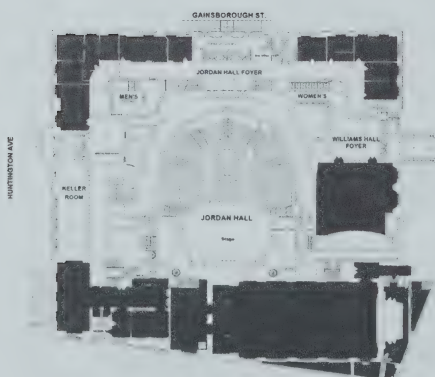 GAINSBOROUGH ST.
JORDAN HALL FOYER
MEN'S
WOMEN'S
WILLIAMS HALL
FOYER
HUNTINGTON AVE
KELLER
ROOM
JORDAN HALL
Stage